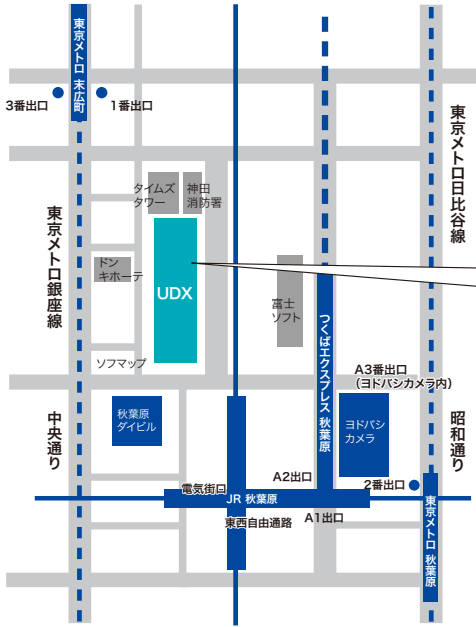 東京メトロ 末広町
3番出口
1番出口
東京メトロ日比谷線
タイムズ
タワー
神田
消防署
東京メトロ銀座線
ドン
キホーテ
UDX
富士
ソフト
つくばエクスプレス 秋葉原
ソフマップ
A3番出口
(ヨドバシカメラ内)
中央通り
秋葉原
ダイビル
ヨドバシ
カメラ
昭和通り
A2出口
2番出口
電気街口
JR 秋葉原
A1出口
東西自由通路
東京メトロ 秋葉原